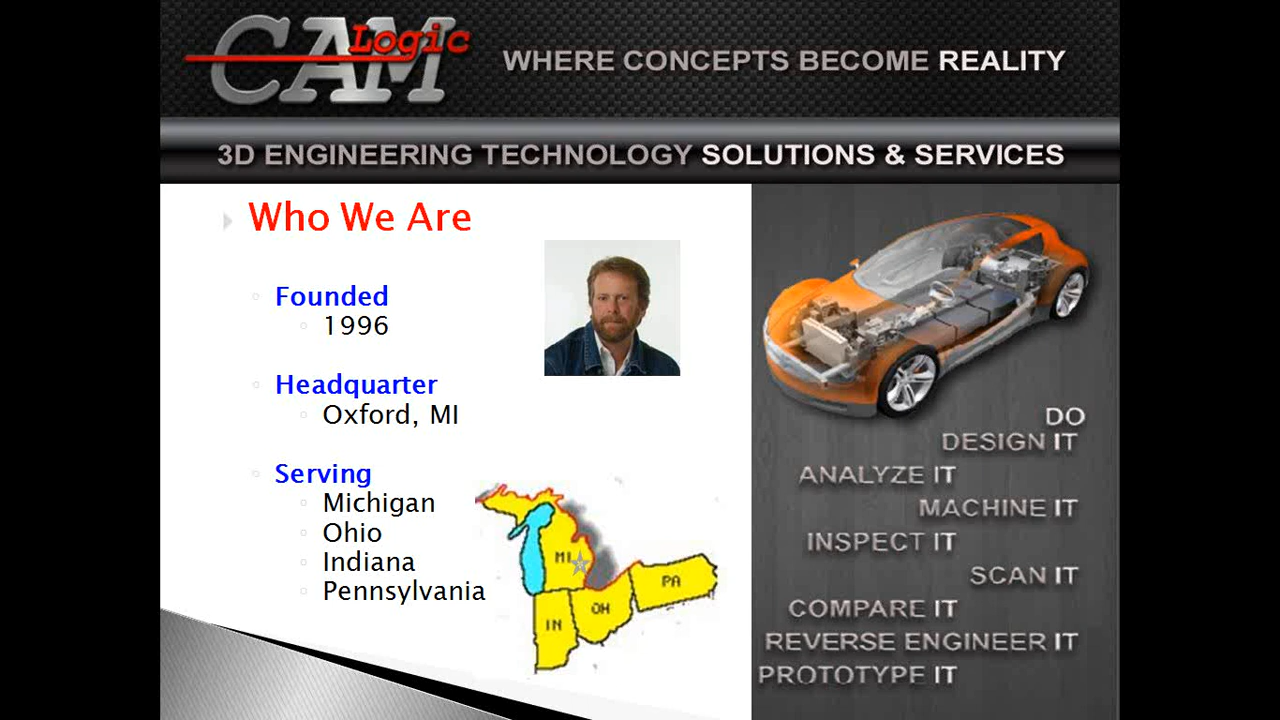 CAM Logic
WHERE CONCEPTS BECOME REALITY
3D ENGINEERING TECHNOLOGY SOLUTIONS & SERVICES
Who We Are
Founded
1996
Headquarter
Oxford, MI
Serving
Michigan
Ohio
Indiana
Pennsylvania
MI
PA
OH
IN
DO
DESIGN IT
ANALYZE IT
MACHINE IT
INSPECT IT
SCAN IT
COMPARE IT
REVERSE ENGINEER IT
PROTOTYPE IT